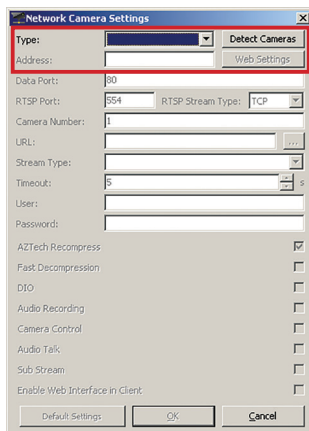 Network Camera Settings
Type: Detect Cameras
Address: Web Settings
Data Port: 80
RTSP Port: 554 RTSP Stream Type: TCP
Camera Number: 1
URL: ...
Stream Type:
Timeout: 5 s
User:
Password:
AZTech Recompress
Fast Decompression
DIO
Audio Recording
Camera Control
Audio Talk
Sub Stream
Enable Web Interface in Client
Default Settings OK Cancel